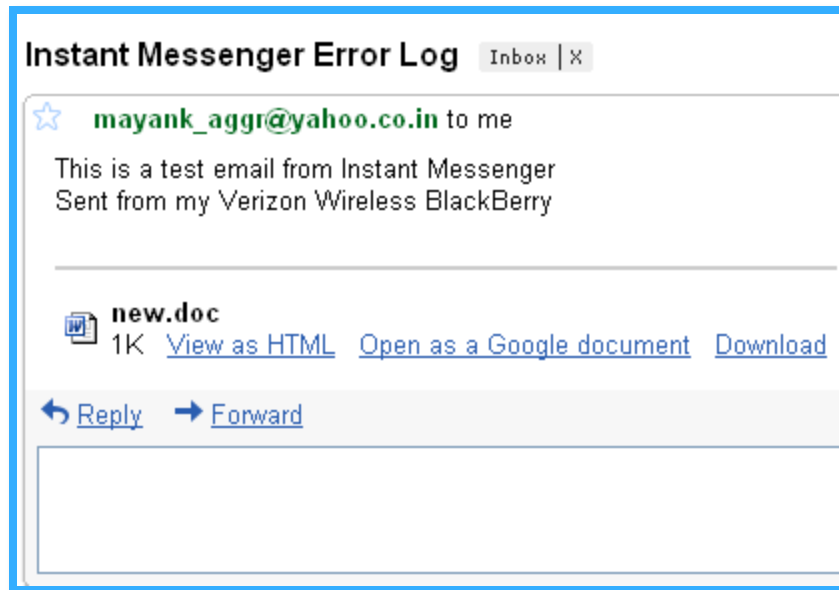 Instant Messenger Error Log Inbox | X
mayank_aggr@yahoo.co.in to me
This is a test email from Instant Messenger
Sent from my Verizon Wireless BlackBerry
new.doc
1K View as HTML Open as a Google document Download
Reply Forward